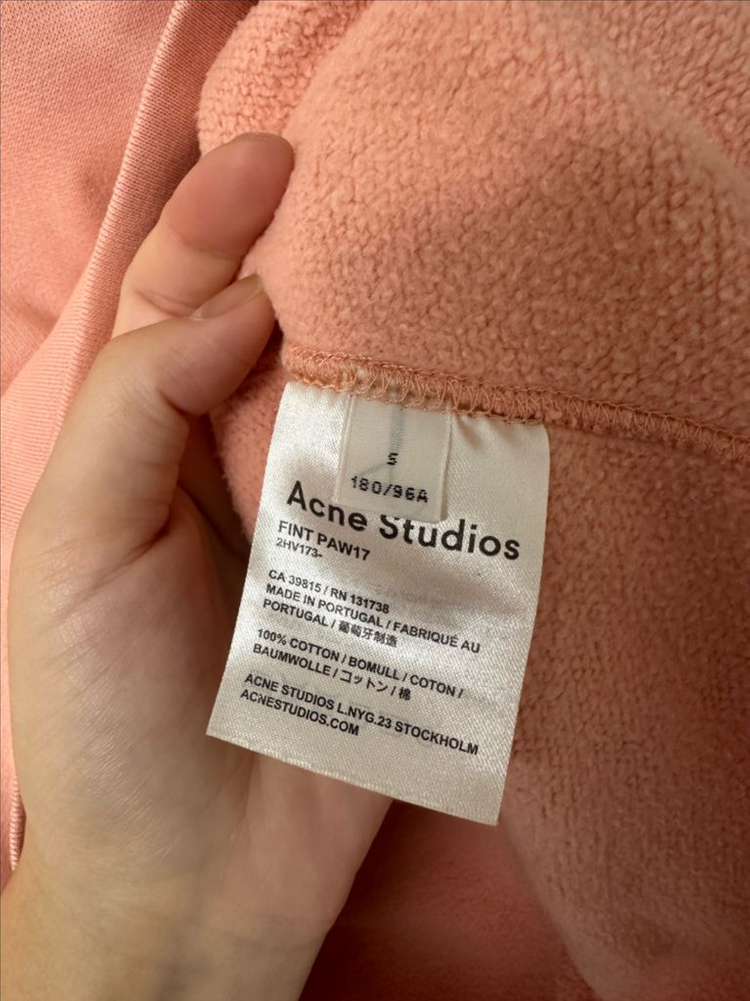 S
180/96A
Acne Studios
FINT PAW17
2HV173-
CA 39815 / RN 131738
MADE IN PORTUGAL / FABRIQUÉ AU
PORTUGAL / 葡萄牙制造
100% COTTON / BOMULL / COTON /
BAUMWOLLE / コットン / 棉
ACNE STUDIOS L.NYG.23 STOCKHOLM
ACNESTUDIOS.COM